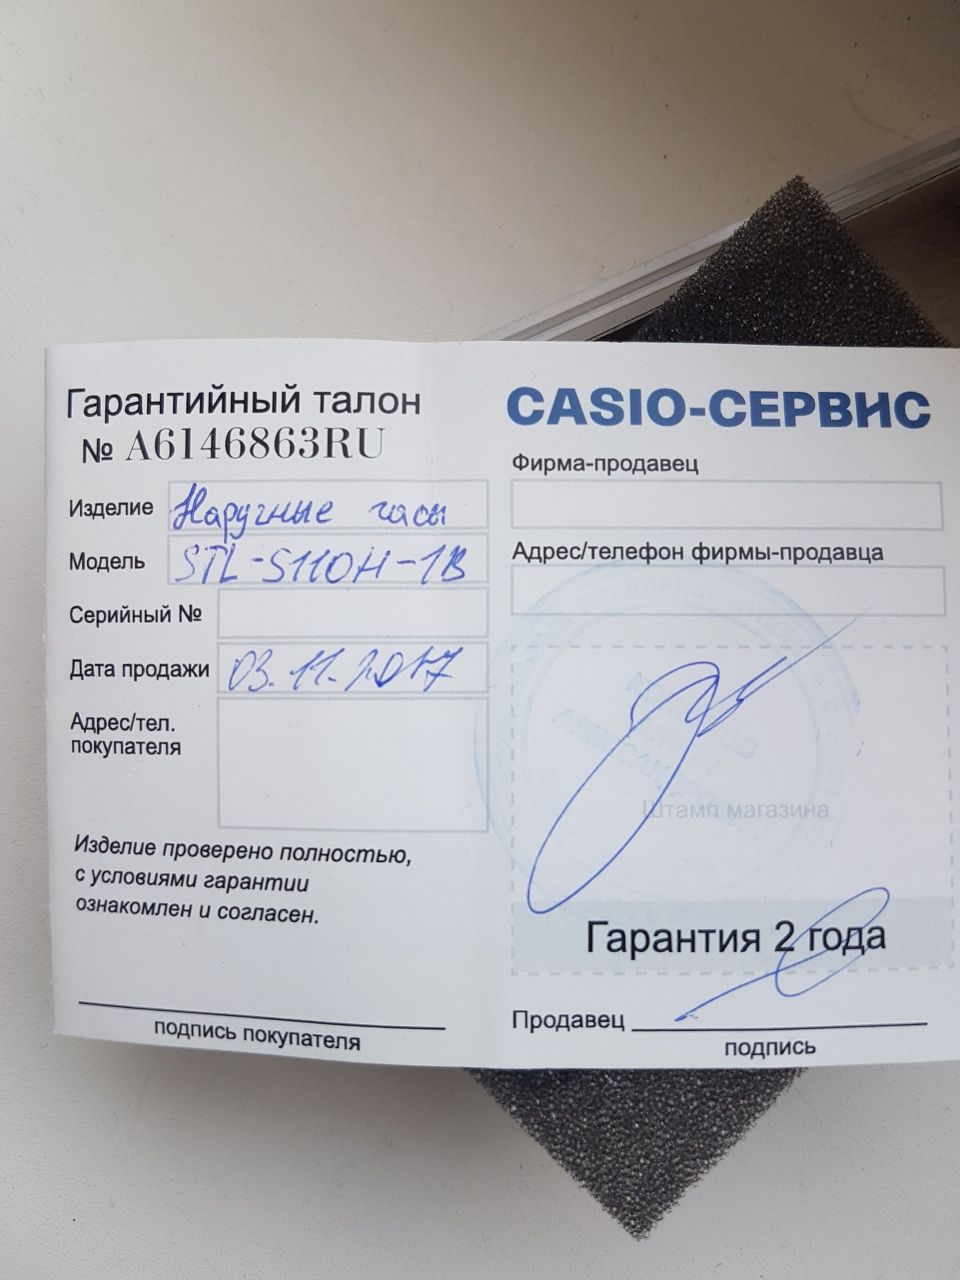 Гарантийный талон
№ A6146863RU
Изделие Наручные часы
Модель STL-S110H-1B
Серийный №
Дата продажи 03.11.2017
Адрес/тел.
покупателя
Изделие проверено полностью,
с условиями гарантии
ознакомлен и согласен.
подпись покупателя
CASIO-СЕРВИС
Фирма-продавец
Адрес/телефон фирмы-продавца
Штамп магазина
Гарантия 2 года
Продавец
подпись